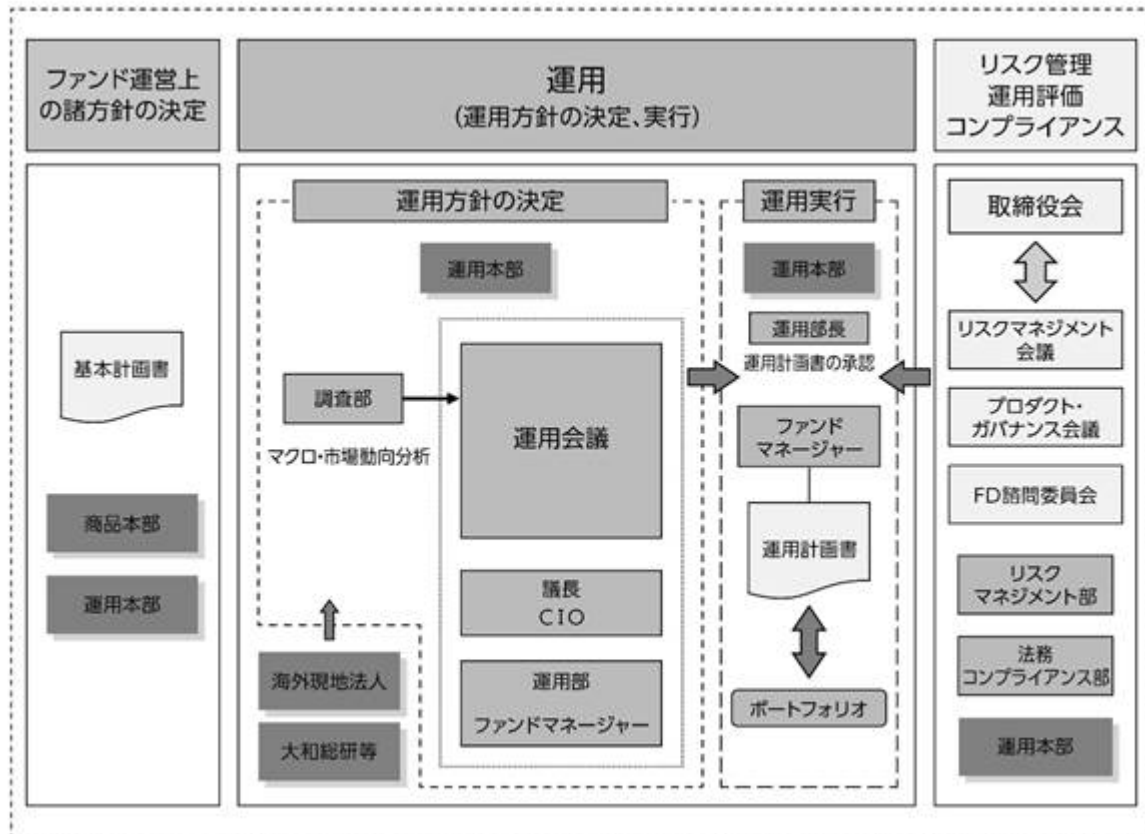 ファンド運営上
の諸方針の決定
運用
(運用方針の決定、実行)
リスク管理
運用評価
コンプライアンス
基本計画書
商品本部
運用本部
運用方針の決定
運用本部
調査部
マクロ・市場動向分析
運用会議
議長
CIO
運用部
ファンドマネージャー
海外現地法人
大和総研等
運用実行
運用本部
運用部長
運用計画書の承認
ファンド
マネージャー
運用計画書
ポートフォリオ
取締役会
リスクマネジメント
会議
プロダクト・
ガバナンス会議
FD諮問委員会
リスク
マネジメント部
法務
コンプライアンス部
運用本部